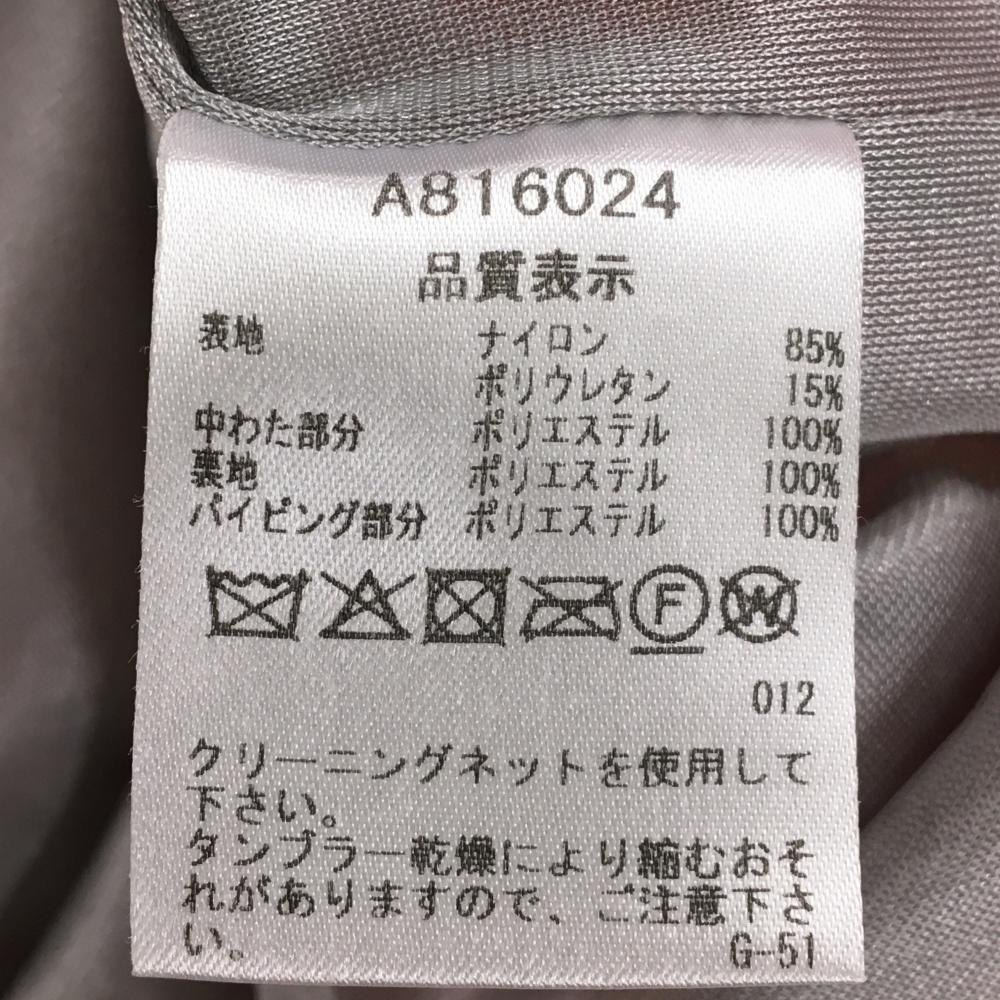 A816024
品質表示
表地 ナイロン 85%
ポリウレタン 15%
中わた部分 ポリエステル 100%
裏地 ポリエステル 100%
パイピング部分 ポリエステル 100%
F W
012
クリーニングネットを使用して
下さい。
タンブラー乾燥により縮むおそ
れがありますので、ご注意下さ
い。 G-51